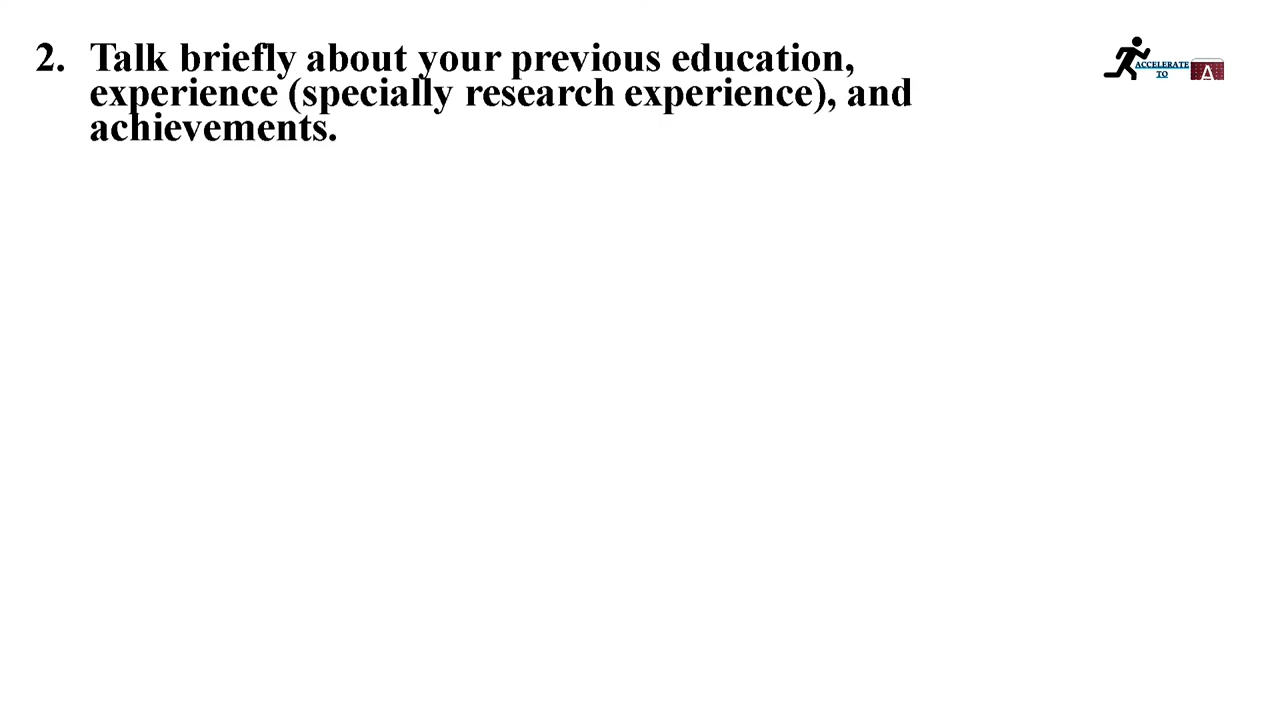 2. Talk briefly about your previous education,
experience (specially research experience), and
achievements.
ACCELERATE
TO
A